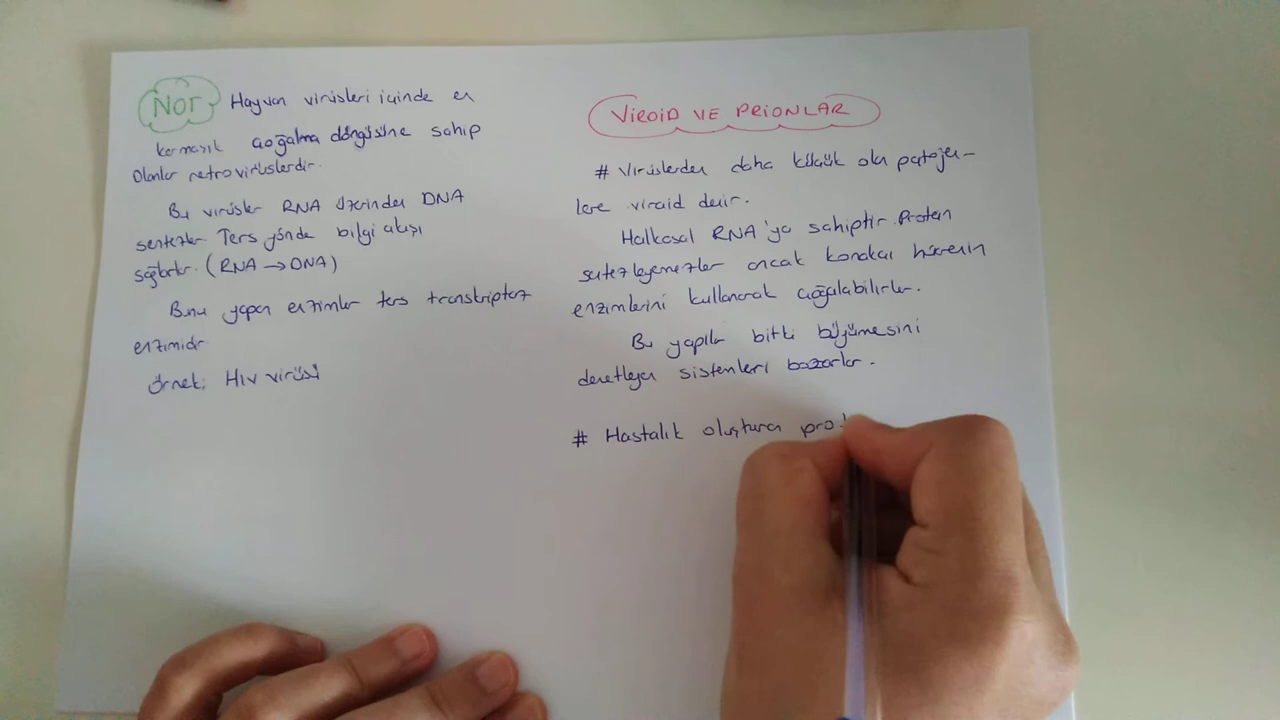 NOT Hayvan virüsleri içinde en
karmaşık çoğalma döngüsüne sahip
olanlar retrovirüslerdir.
Bu virüsler RNA üzerinden DNA
sentezler. Ters yönde bilgi akışı
sağlarlar. (RNA → DNA)
Bunu yapan enzimler ters transkriptaz
enzimidir
Örnek; HIV virüsü
VİROİD VE PRİONLAR
# Virüslerden daha küçük olan patojen-
lere viroid denir.
Halkasal RNA'ya sahiptir. Protein
sentezleyemezler ancak konakçı hücrenin
enzimlerini kullanarak çoğalabilirler.
Bu yapılar bitki büyümesini
denetleyen sistemleri bozarlar.
# Hastalık oluşturan